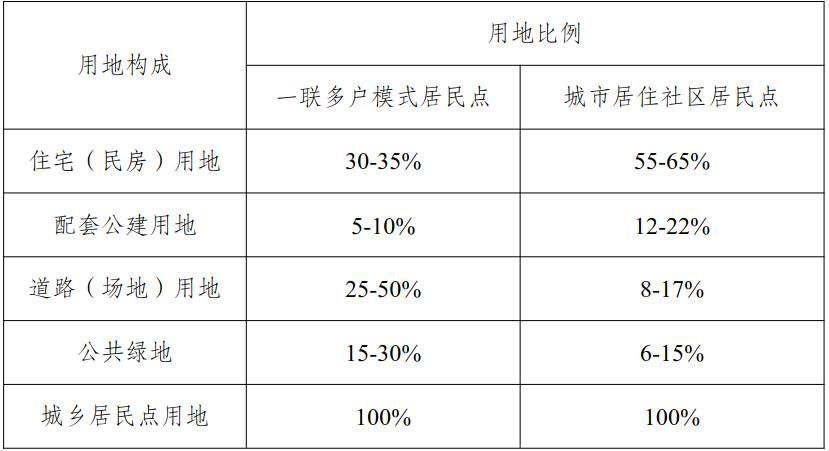 用地构成 用地比例
一联多户模式居民点 城市居住社区居民点
住宅（民房）用地 30-35% 55-65%
配套公建用地 5-10% 12-22%
道路（场地）用地 25-50% 8-17%
公共绿地 15-30% 6-15%
城乡居民点用地 100% 100%